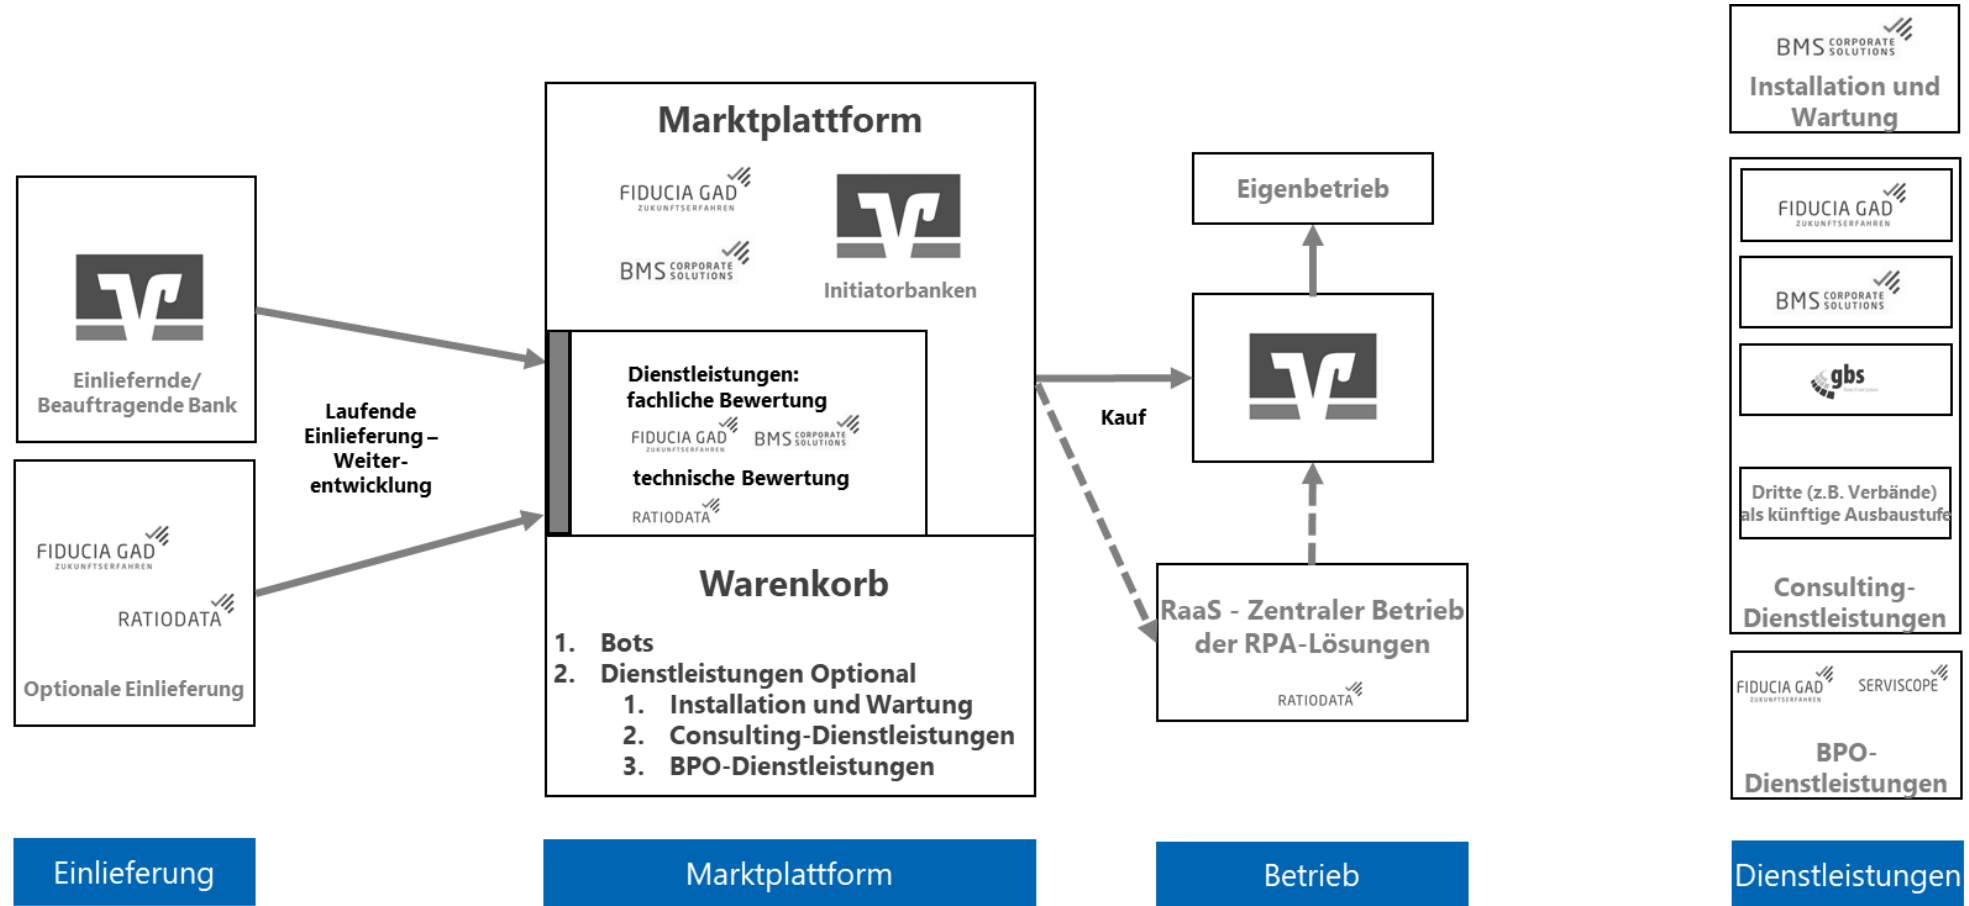 Einliefernde/
Beauftragende Bank
FIDUCIA GAD
ZUKUNFTSERFAHREN
RATIODATA
Optionale Einlieferung
Laufende
Einlieferung –
Weiter-
entwicklung
Marktplattform
FIDUCIA GAD
ZUKUNFTSERFAHREN
BMS CORPORATE
SOLUTIONS
Initiatorbanken
Dienstleistungen:
fachliche Bewertung
FIDUCIA GAD
ZUKUNFTSERFAHREN
BMS CORPORATE
SOLUTIONS
technische Bewertung
RATIODATA
Warenkorb
1. Bots
2. Dienstleistungen Optional
1. Installation und Wartung
2. Consulting-Dienstleistungen
3. BPO-Dienstleistungen
Kauf
Eigenbetrieb
RaaS - Zentraler Betrieb
der RPA-Lösungen
RATIODATA
BMS CORPORATE
SOLUTIONS
Installation und
Wartung
FIDUCIA GAD
ZUKUNFTSERFAHREN
BMS CORPORATE
SOLUTIONS
gbs
Dritte (z.B. Verbände)
als künftige Ausbaustufe
Consulting-
Dienstleistungen
FIDUCIA GAD
ZUKUNFTSERFAHREN
SERVISCOPE
BPO-
Dienstleistungen
Einlieferung
Marktplattform
Betrieb
Dienstleistungen